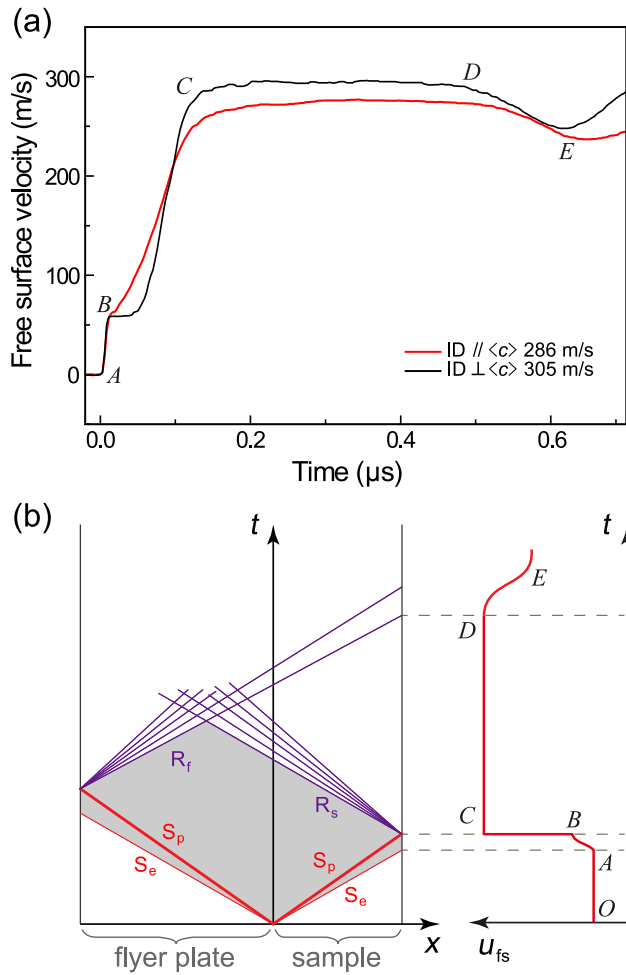 (a)
Free surface velocity (m/s)
300
200
100
0
A
B
C
D
E
ID // <c> 286 m/s
ID ⊥ <c> 305 m/s
0.0
0.2
0.4
0.6
Time (µs)
(b)
t
t
E
D
R_f
R_s
C
B
S_p
S_p
A
S_e
S_e
O
x
u_fs
flyer plate
sample